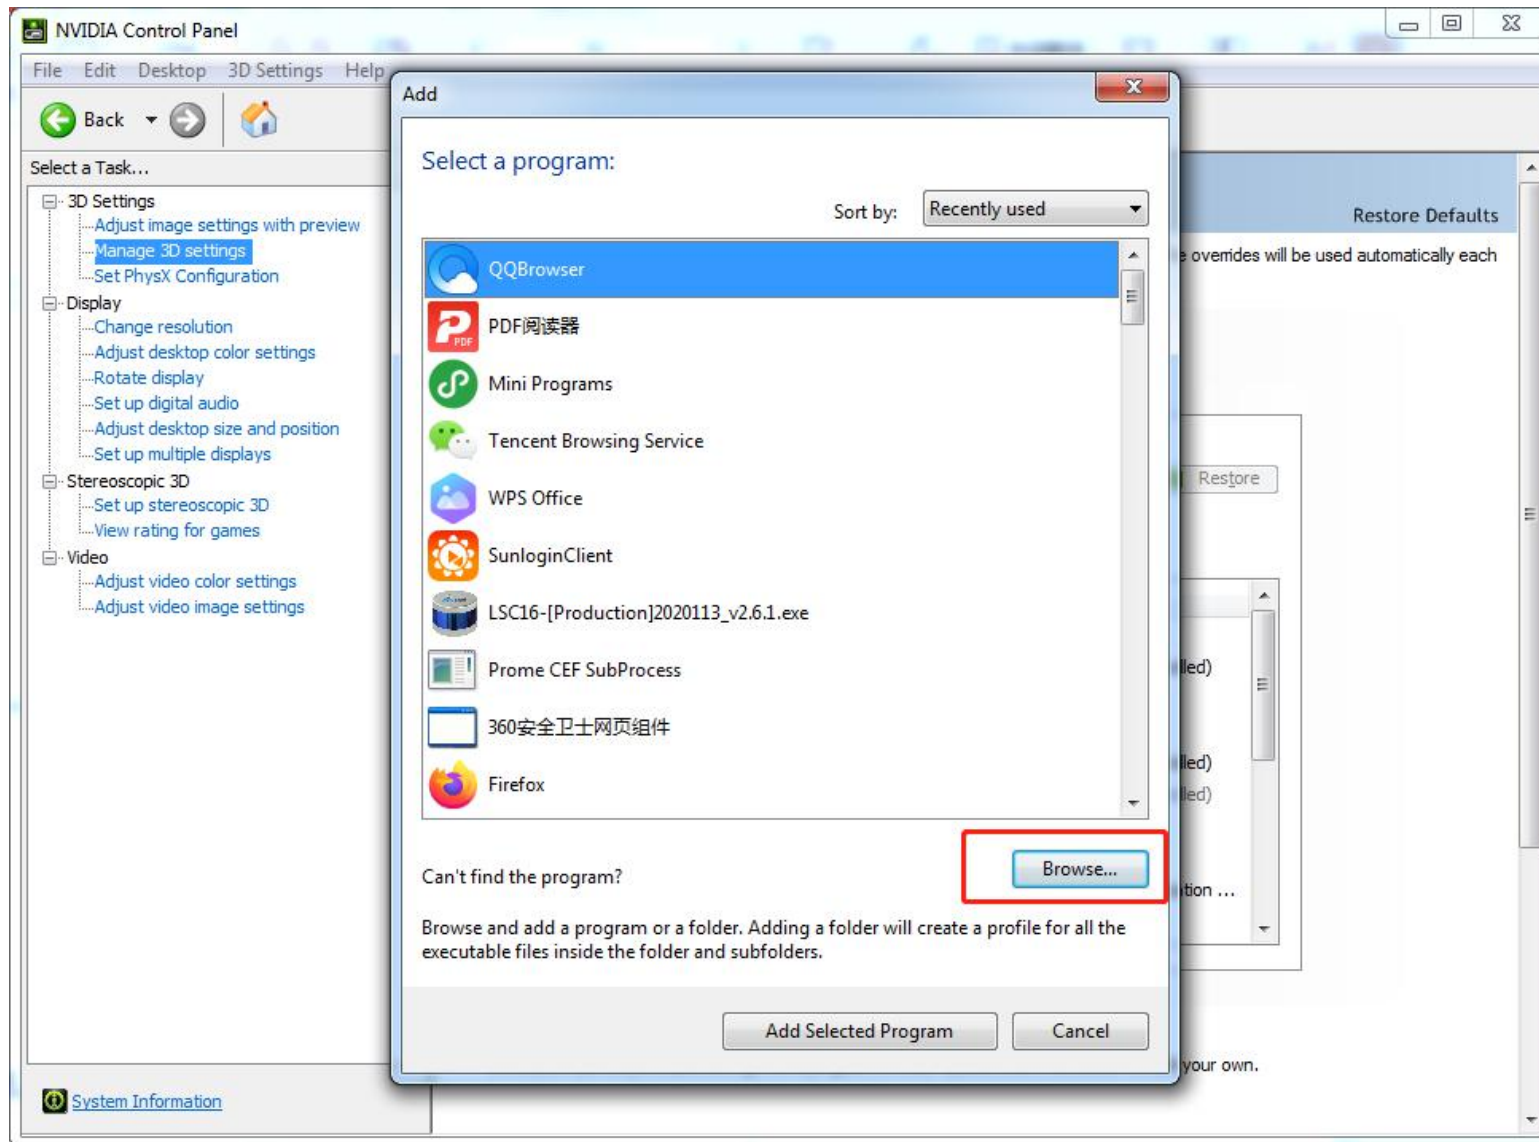 NVIDIA Control Panel
File Edit Desktop 3D Settings Help
Back
Select a Task...
3D Settings
Adjust image settings with preview
Manage 3D settings
Set PhysX Configuration
Display
Change resolution
Adjust desktop color settings
Rotate display
Set up digital audio
Adjust desktop size and position
Set up multiple displays
Stereoscopic 3D
Set up stereoscopic 3D
View rating for games
Video
Adjust video color settings
Adjust video image settings
System Information
Add
Select a program:
Sort by: Recently used
QQBrowser
PDF阅读器
Mini Programs
Tencent Browsing Service
WPS Office
SunloginClient
LSC16-[Production]2020113_v2.6.1.exe
Prome CEF SubProcess
360安全卫士网页组件
Firefox
Can't find the program?
Browse...
Browse and add a program or a folder. Adding a folder will create a profile for all the
executable files inside the folder and subfolders.
Add Selected Program
Cancel
Restore Defaults
overrides will be used automatically each
Restore
lled)
lled)
lled)
tion ...
your own.